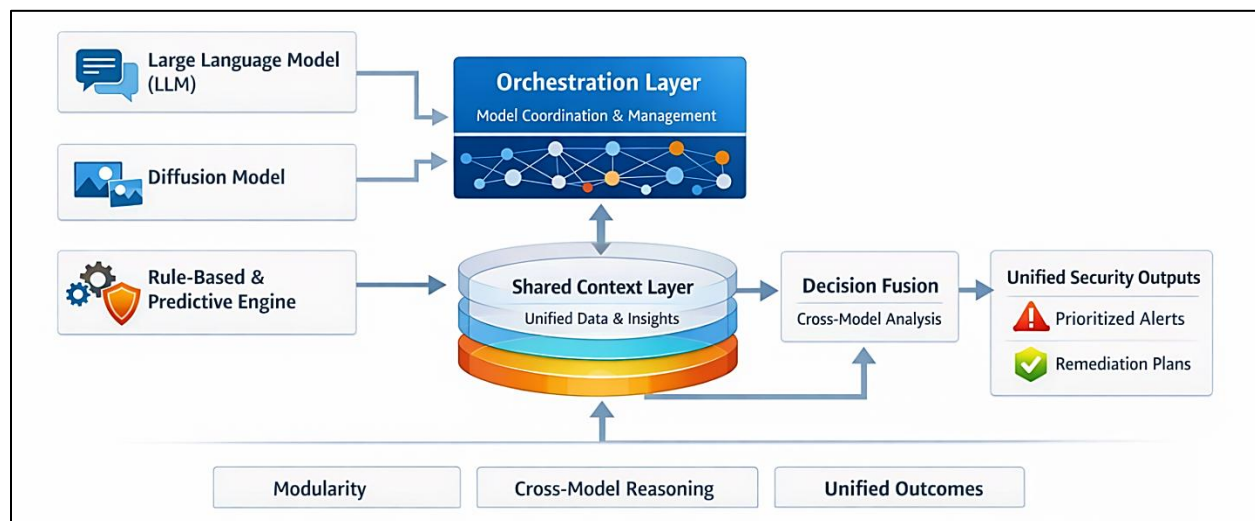 Large Language Model
(LLM)
Diffusion Model
Rule-Based &
Predictive Engine
Orchestration Layer
Model Coordination & Management
Shared Context Layer
Unified Data & Insights
Decision Fusion
Cross-Model Analysis
Unified Security Outputs
Prioritized Alerts
Remediation Plans
Modularity
Cross-Model Reasoning
Unified Outcomes